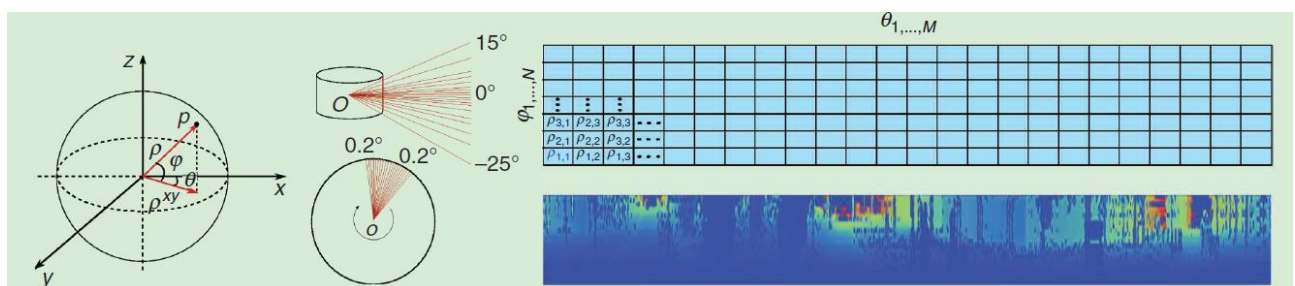 z
p
ρ
φ
θ
x
ρ^xy
y
15°
O
0°
−25°
0.2° 0.2°
o
θ1,...,M
φ1,...,N
⋮ ⋮ ⋮
ρ3,1 ρ2,3 ρ3,3 ...
ρ2,1 ρ2,2 ρ3,2 ...
ρ1,1 ρ1,2 ρ1,3 ...